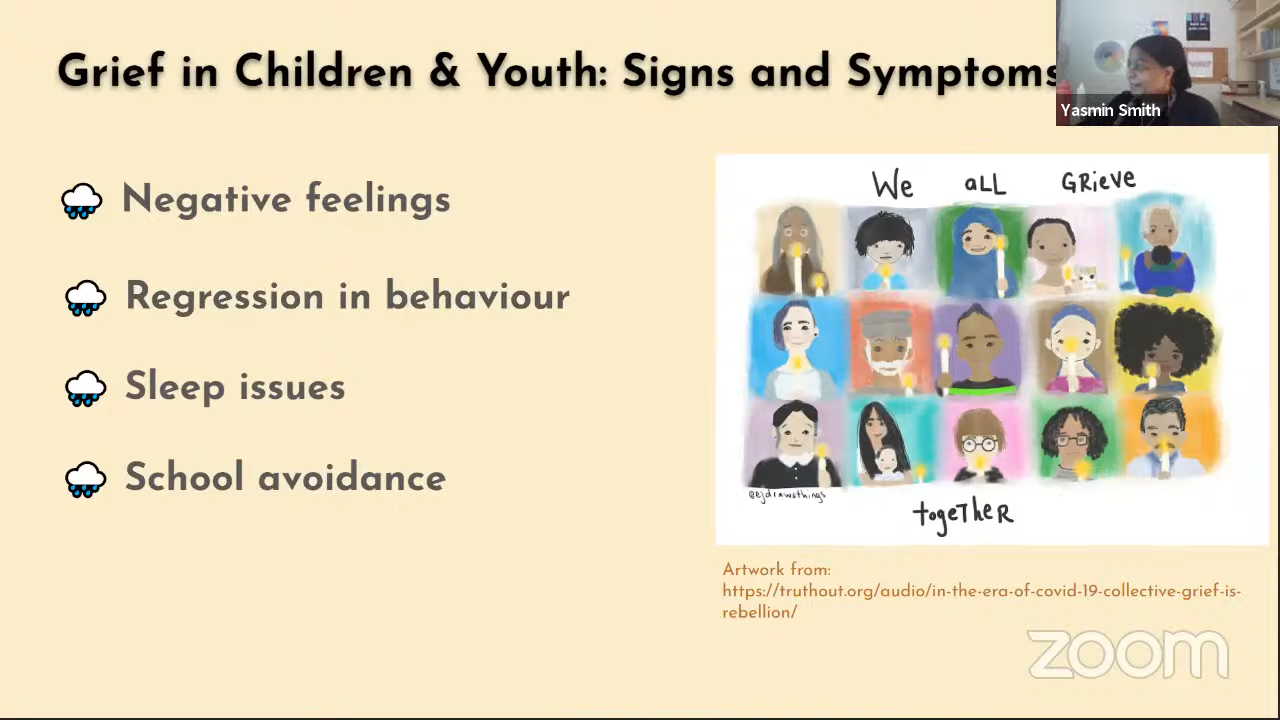 Grief in Children & Youth: Signs and Symptoms
Yasmin Smith
Negative feelings
Regression in behaviour
Sleep issues
School avoidance
We all GRieve
@ejdrawsthings
togeTheR
Artwork from:
https://truthout.org/audio/in-the-era-of-covid-19-collective-grief-is-
rebellion/
zoom